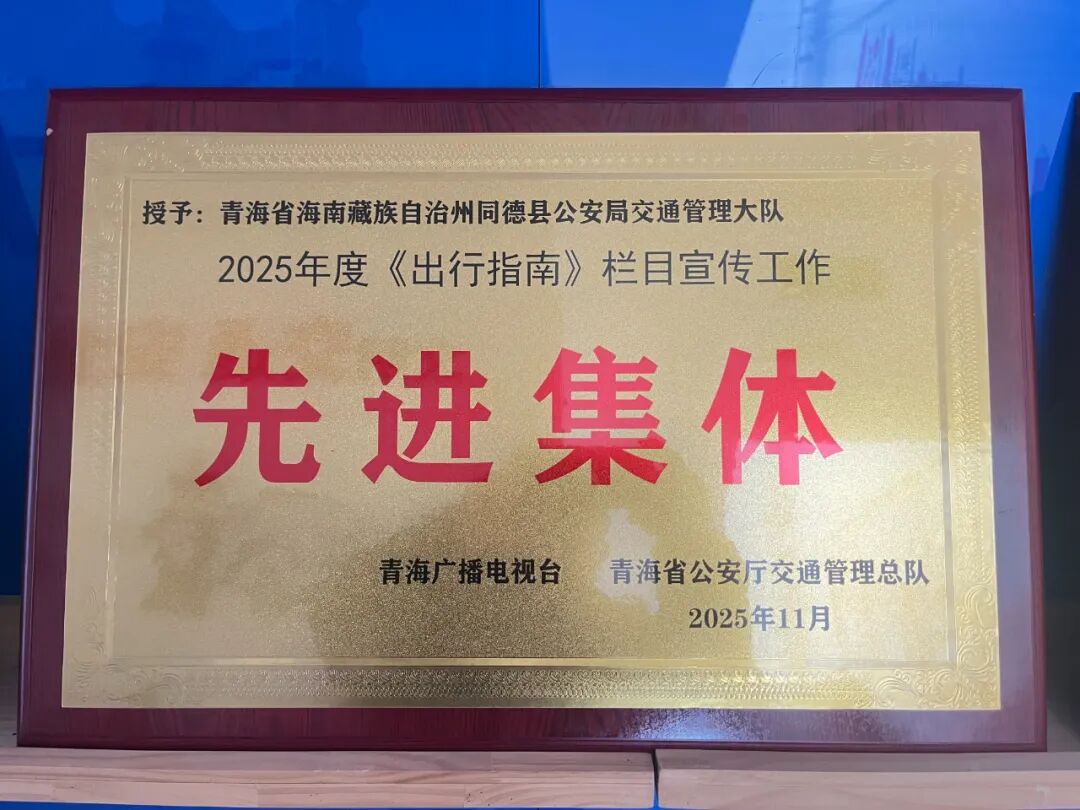 授予：青海省海南藏族自治州同德县公安局交通管理大队
2025年度《出行指南》栏目宣传工作
先进集体
青海广播电视台 青海省公安厅交通管理总队
2025年11月